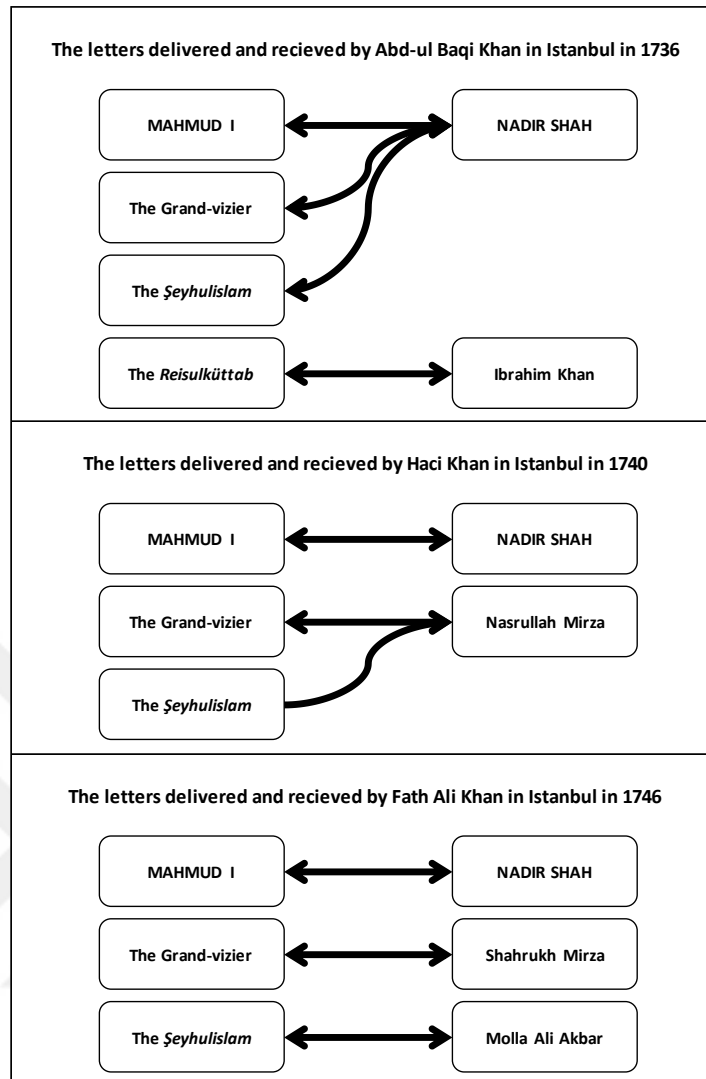 The letters delivered and recieved by Abd-ul Baqi Khan in Istanbul in 1736
MAHMUD I
NADIR SHAH
The Grand-vizier
The Şeyhulislam
The Reisulküttab
Ibrahim Khan
The letters delivered and recieved by Haci Khan in Istanbul in 1740
MAHMUD I
NADIR SHAH
The Grand-vizier
Nasrullah Mirza
The Şeyhulislam
The letters delivered and recieved by Fath Ali Khan in Istanbul in 1746
MAHMUD I
NADIR SHAH
The Grand-vizier
Shahrukh Mirza
The Şeyhulislam
Molla Ali Akbar